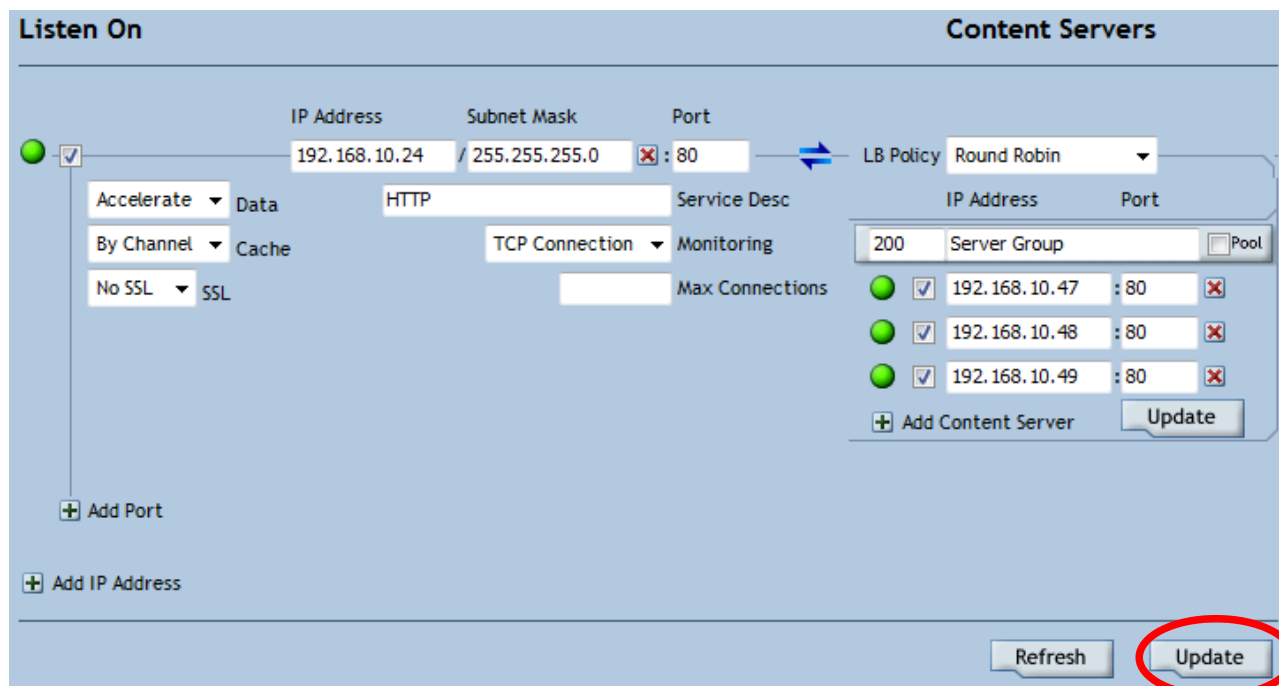 Listen On Content Servers
IP Address Subnet Mask Port
192.168.10.24 / 255.255.255.0 : 80 LB Policy Round Robin
Accelerate Data HTTP Service Desc IP Address Port
By Channel Cache TCP Connection Monitoring 200 Server Group Pool
No SSL SSL Max Connections 192.168.10.47 : 80
192.168.10.48 : 80
192.168.10.49 : 80
Add Content Server Update
Add Port
Add IP Address
Refresh Update